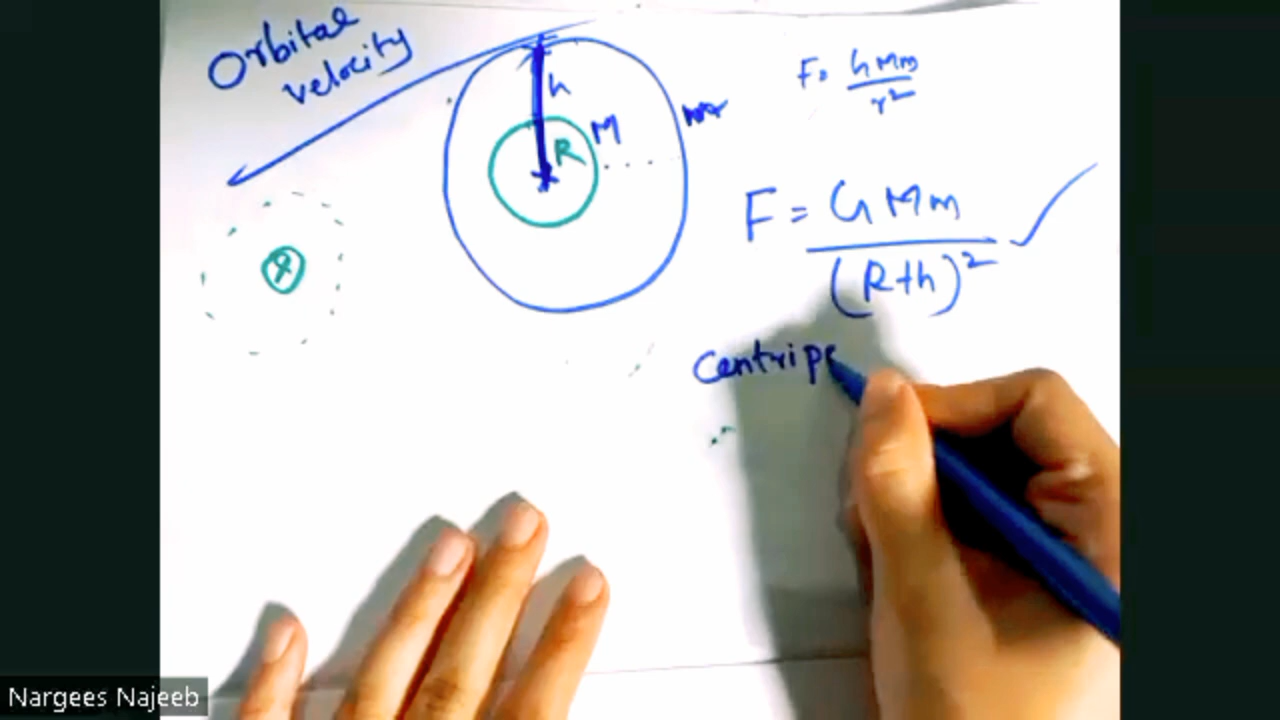 Orbital
velocity
h
R
M
F = GMm
r²
F = GMm
(R+h)²
Centripe
Nargees Najeeb